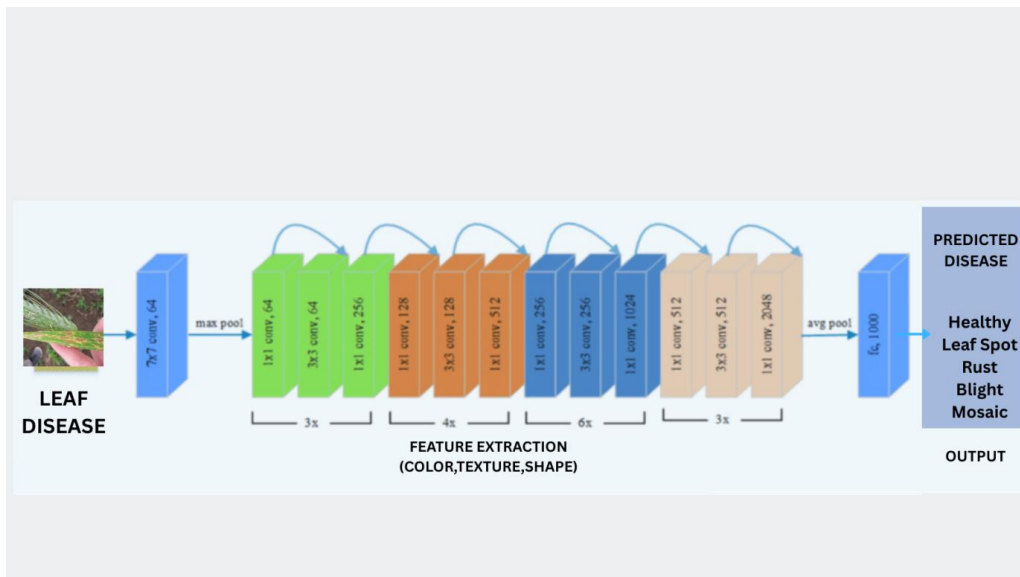 LEAF
DISEASE
7x7 conv, 64
max pool
1x1 conv, 64
3x3 conv, 64
1x1 conv, 256
3x
1x1 conv, 128
3x3 conv, 128
1x1 conv, 512
4x
1x1 conv, 256
3x3 conv, 256
1x1 conv, 1024
6x
1x1 conv, 512
3x3 conv, 512
1x1 conv, 2048
3x
FEATURE EXTRACTION
(COLOR,TEXTURE,SHAPE)
avg pool
fc, 1000
PREDICTED
DISEASE
Healthy
Leaf Spot
Rust
Blight
Mosaic
OUTPUT